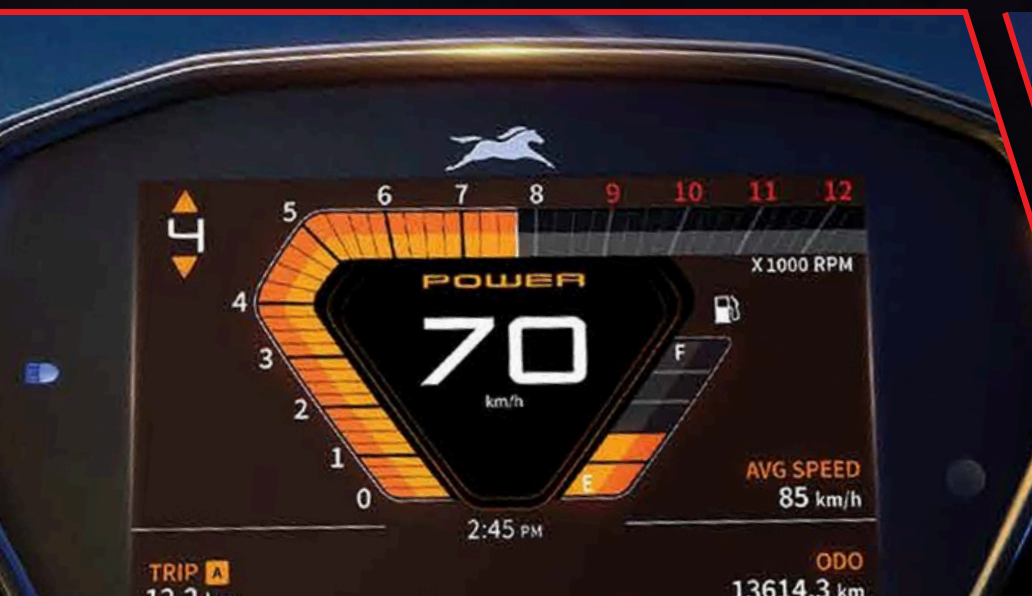 4
5 6 7 8 9 10 11 12
X 1000 RPM
POWER
4
70
km/h
3
F
2
1
E
0
AVG SPEED
85 km/h
2:45 PM
TRIP A
ODO
13614.3 km